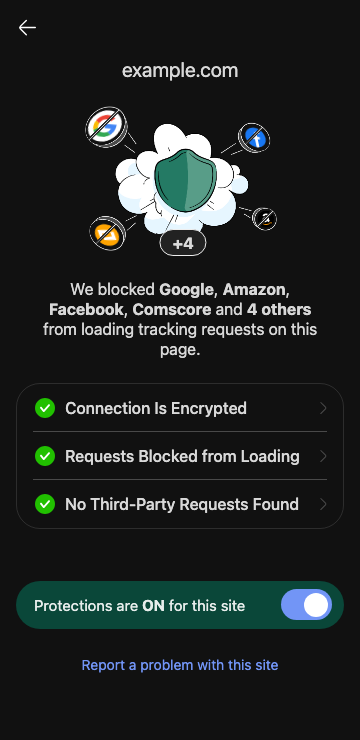 example.com
+4
We blocked Google, Amazon,
Facebook, Comscore and 4 others
from loading tracking requests on this
page.
Connection Is Encrypted
Requests Blocked from Loading
No Third-Party Requests Found
Protections are ON for this site
Report a problem with this site